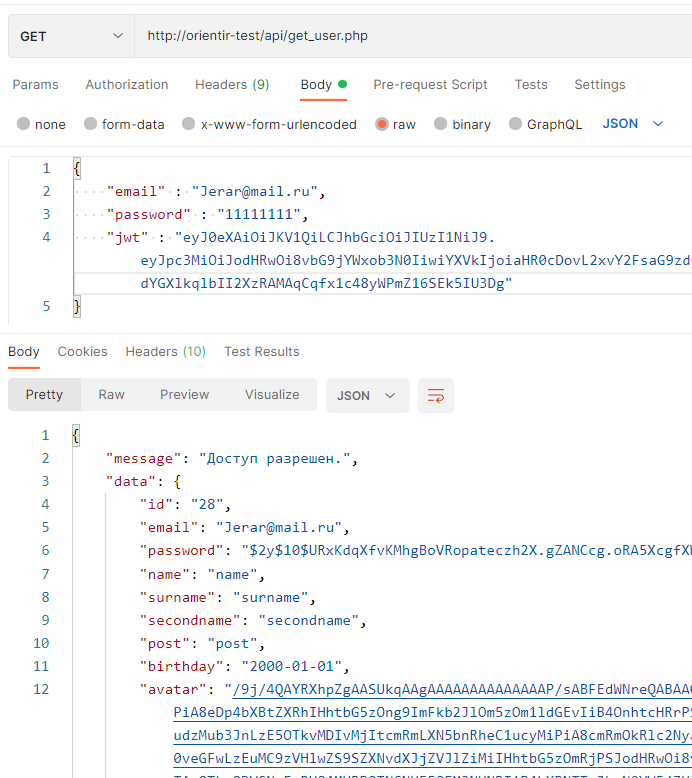 GET http://orientir-test/api/get_user.php
Params Authorization Headers (9) Body Pre-request Script Tests Settings
none form-data x-www-form-urlencoded raw binary GraphQL JSON
1 {
2 "email" : "Jerar@mail.ru",
3 "password" : "11111111",
4 "jwt" : "eyJ0eXAiOiJKV1QiLCJhbGciOiJIUzI1NiJ9.
eyJpc3MiOiJodHRwOi8vbG9jYWxob3N0IiwiYXVkIjoiaHR0cDovL2xvY2FsaG9zd
dYGXlkqlbII2XzRAMAqCqfx1c48yWPmZ16SEk5IU3Dg"
5 }
Body Cookies Headers (10) Test Results
Pretty Raw Preview Visualize JSON
1 {
2 "message": "Доступ разрешен.",
3 "data": {
4 "id": "28",
5 "email": "Jerar@mail.ru",
6 "password": "$2y$10$URxKdqXfvKMhgBoVRopateczh2X.gZANCcg.oRA5XcgfXW
7 "name": "name",
8 "surname": "surname",
9 "secondname": "secondname",
10 "post": "post",
11 "birthday": "2000-01-01",
12 "avatar": "/9j/4QAYRXhpZgAASUkqAAgAAAAAAAAAAAAAAP/sABFEdWNreQABAA
PiA8eDp4bXBtZXRhIHhtbG5zOng9ImFkb2JlOm5zOm1ldGEvIiB4OnhtcHRrPS
udzMub3JnLzE5OTkvMDIvMjItcmRmLXN5bnRheC1ucyMiPiA8cmRmOkRlc2Ny
0veGFwLzEuMC9zVHlwZS9SZXNvdXJjZVJlZiMiIHhtbG5zOmRjPSJodHRwOi8v